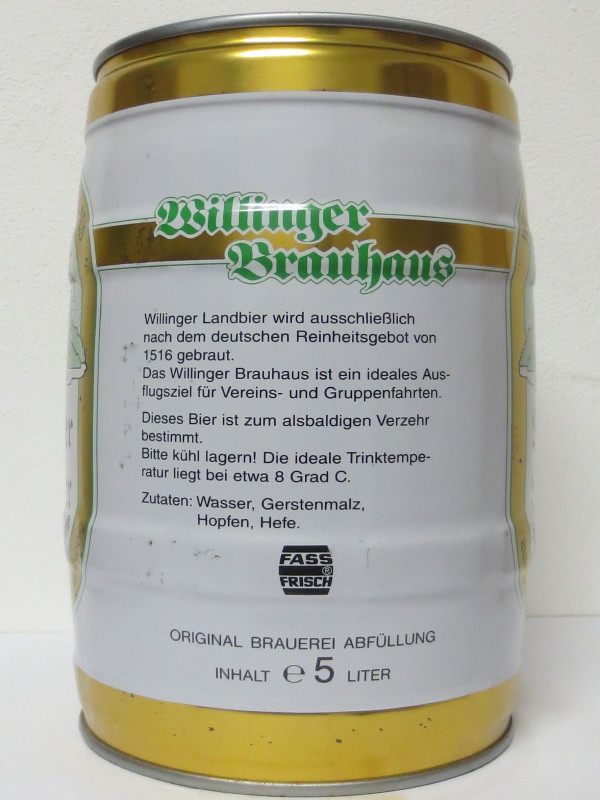 Willinger
Brauhaus
Willinger Landbier wird ausschließlich
nach dem deutschen Reinheitsgebot von
1516 gebraut.
Das Willinger Brauhaus ist ein ideales Aus-
flugsziel für Vereins- und Gruppenfahrten.
Dieses Bier ist zum alsbaldigen Verzehr
bestimmt.
Bitte kühl lagern! Die ideale Trinktempe-
ratur liegt bei etwa 8 Grad C.
Zutaten: Wasser, Gerstenmalz,
Hopfen, Hefe.
FASS
®
FRISCH
ORIGINAL BRAUEREI ABFÜLLUNG
INHALT ℮ 5 LITER